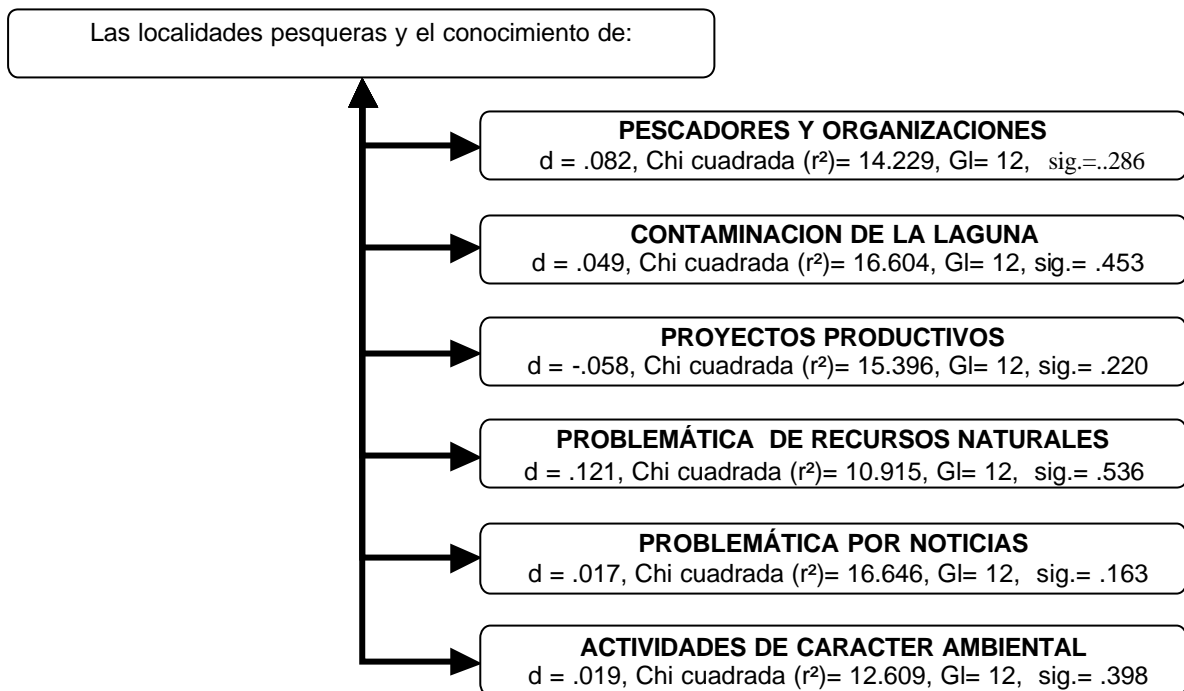 Las localidades pesqueras y el conocimiento de:
PESCADORES Y ORGANIZACIONES
d = .082, Chi cuadrada (r²)= 14.229, Gl= 12, sig.=..286
CONTAMINACION DE LA LAGUNA
d = .049, Chi cuadrada (r²)= 16.604, Gl= 12, sig.= .453
PROYECTOS PRODUCTIVOS
d = -.058, Chi cuadrada (r²)= 15.396, Gl= 12, sig.= .220
PROBLEMÁTICA DE RECURSOS NATURALES
d = .121, Chi cuadrada (r²)= 10.915, Gl= 12, sig.= .536
PROBLEMÁTICA POR NOTICIAS
d = .017, Chi cuadrada (r²)= 16.646, Gl= 12, sig.= .163
ACTIVIDADES DE CARACTER AMBIENTAL
d = .019, Chi cuadrada (r²)= 12.609, Gl= 12, sig.= .398